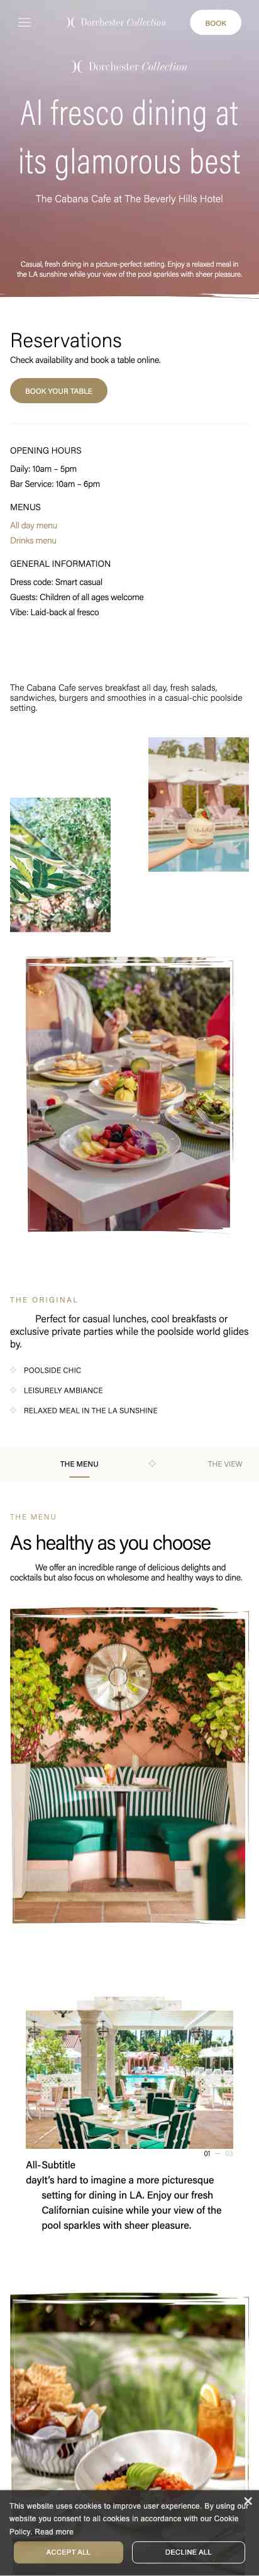 Dorchester Collection
BOOK
Dorchester Collection
Al fresco dining at
its glamorous best
The Cabana Cafe at The Beverly Hills Hotel
Casual, fresh dining in a picture-perfect setting. Enjoy a relaxed meal in
the LA sunshine while your view of the pool sparkles with sheer pleasure.
Reservations
Check availability and book a table online.
BOOK YOUR TABLE
OPENING HOURS
Daily: 10am – 5pm
Bar Service: 10am – 6pm
MENUS
All day menu
Drinks menu
GENERAL INFORMATION
Dress code: Smart casual
Guests: Children of all ages welcome
Vibe: Laid-back al fresco
The Cabana Cafe serves breakfast all day, fresh salads,
sandwiches, burgers and smoothies in a casual-chic poolside
setting.
THE ORIGINAL
Perfect for casual lunches, cool breakfasts or
exclusive private parties while the poolside world glides
by.
POOLSIDE CHIC
LEISURELY AMBIANCE
RELAXED MEAL IN THE LA SUNSHINE
THE MENU
THE VIEW
THE MENU
As healthy as you choose
We offer an incredible range of delicious delights and
cocktails but also focus on wholesome and healthy ways to dine.
01 — 03
All-Subtitle
dayIt's hard to imagine a more picturesque
setting for dining in LA. Enjoy our fresh
Californian cuisine while your view of the
pool sparkles with sheer pleasure.
This website uses cookies to improve user experience. By using our
website you consent to all cookies in accordance with our Cookie
Policy. Read more
ACCEPT ALL
DECLINE ALL